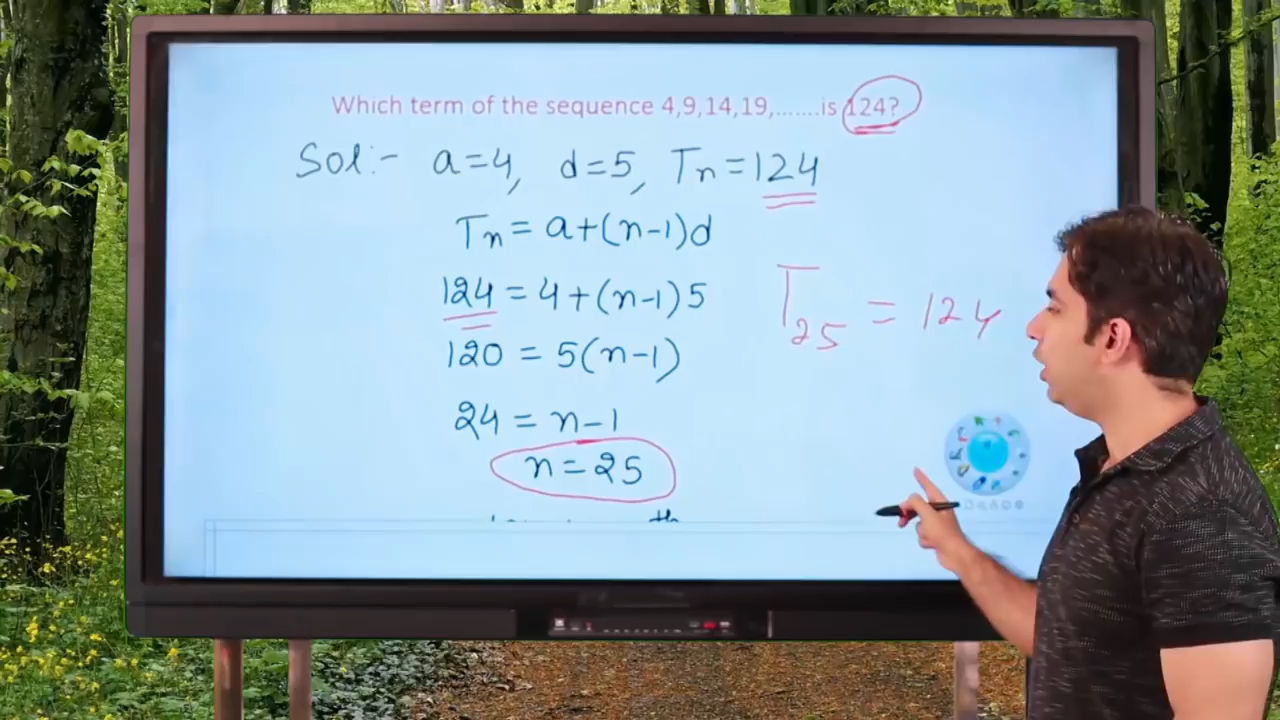 Which term of the sequence 4,9,14,19,.......is 124?
Sol:- a=4, d=5, Tn=124
Tn=a+(n-1)d
124=4+(n-1)5
T25 = 124
120=5(n-1)
24=n-1
n=25
th